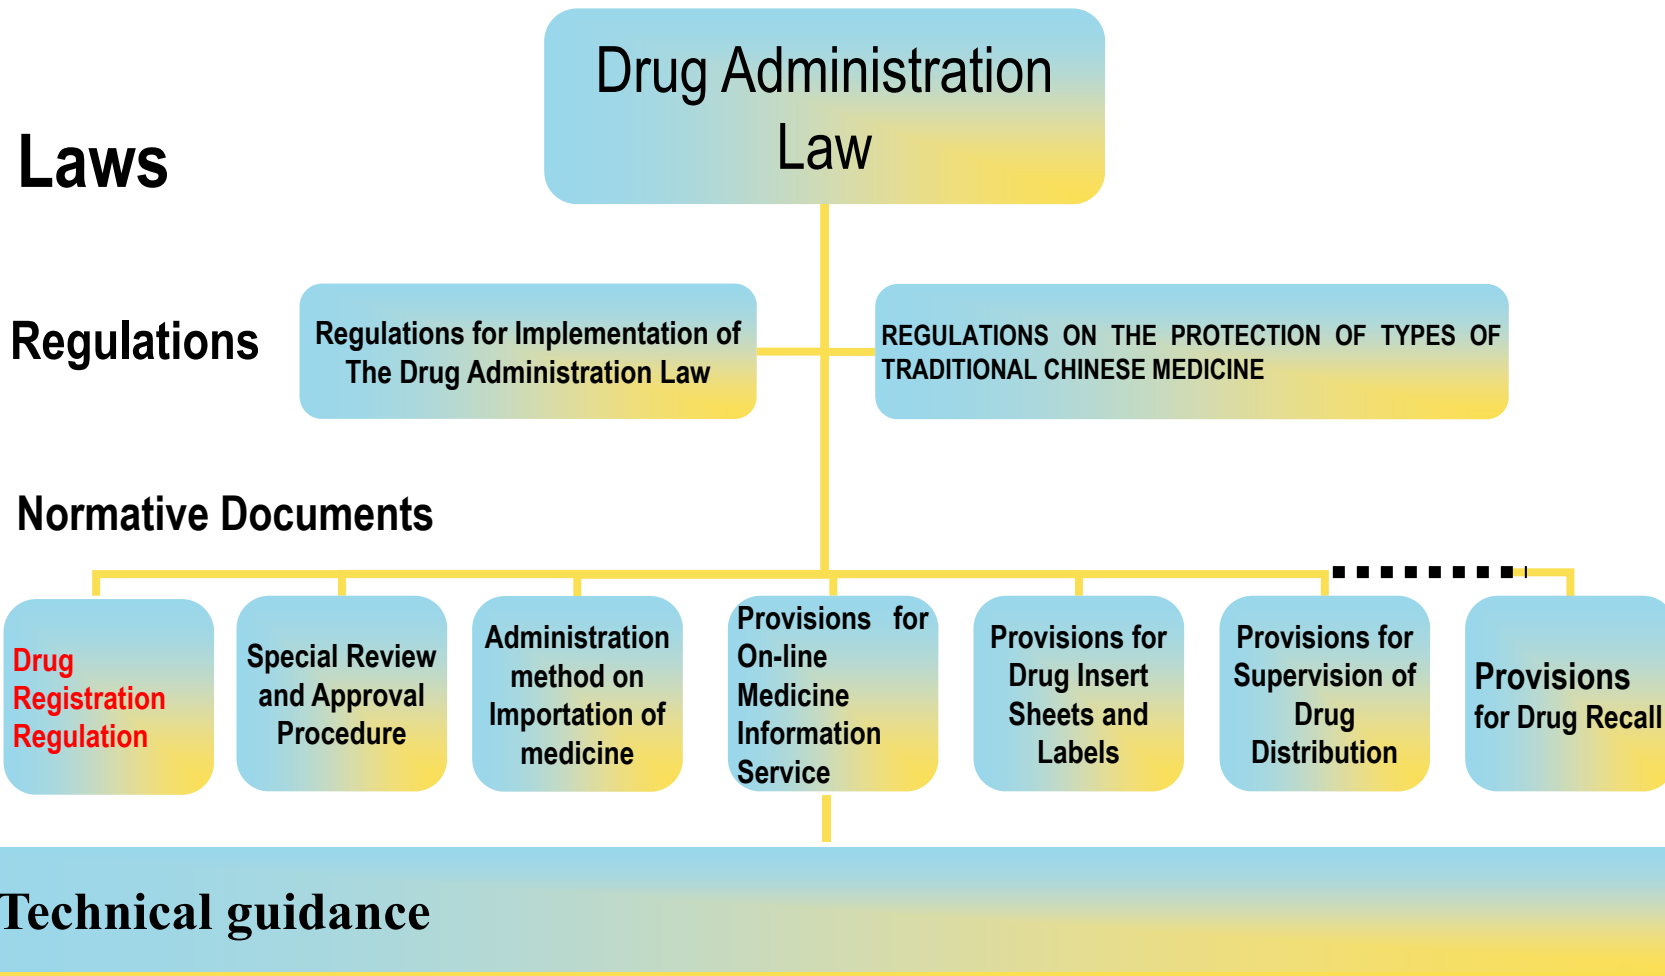 Drug Administration
Law
Laws
Regulations
Regulations for Implementation of
The Drug Administration Law
REGULATIONS ON THE PROTECTION OF TYPES OF
TRADITIONAL CHINESE MEDICINE
Normative Documents
Drug
Registration
Regulation
Special Review
and Approval
Procedure
Administration
method on
Importation of
medicine
Provisions for
On-line
Medicine
Information
Service
Provisions for
Drug Insert
Sheets and
Labels
Provisions for
Supervision of
Drug
Distribution
Provisions
for Drug Recall
Technical guidance